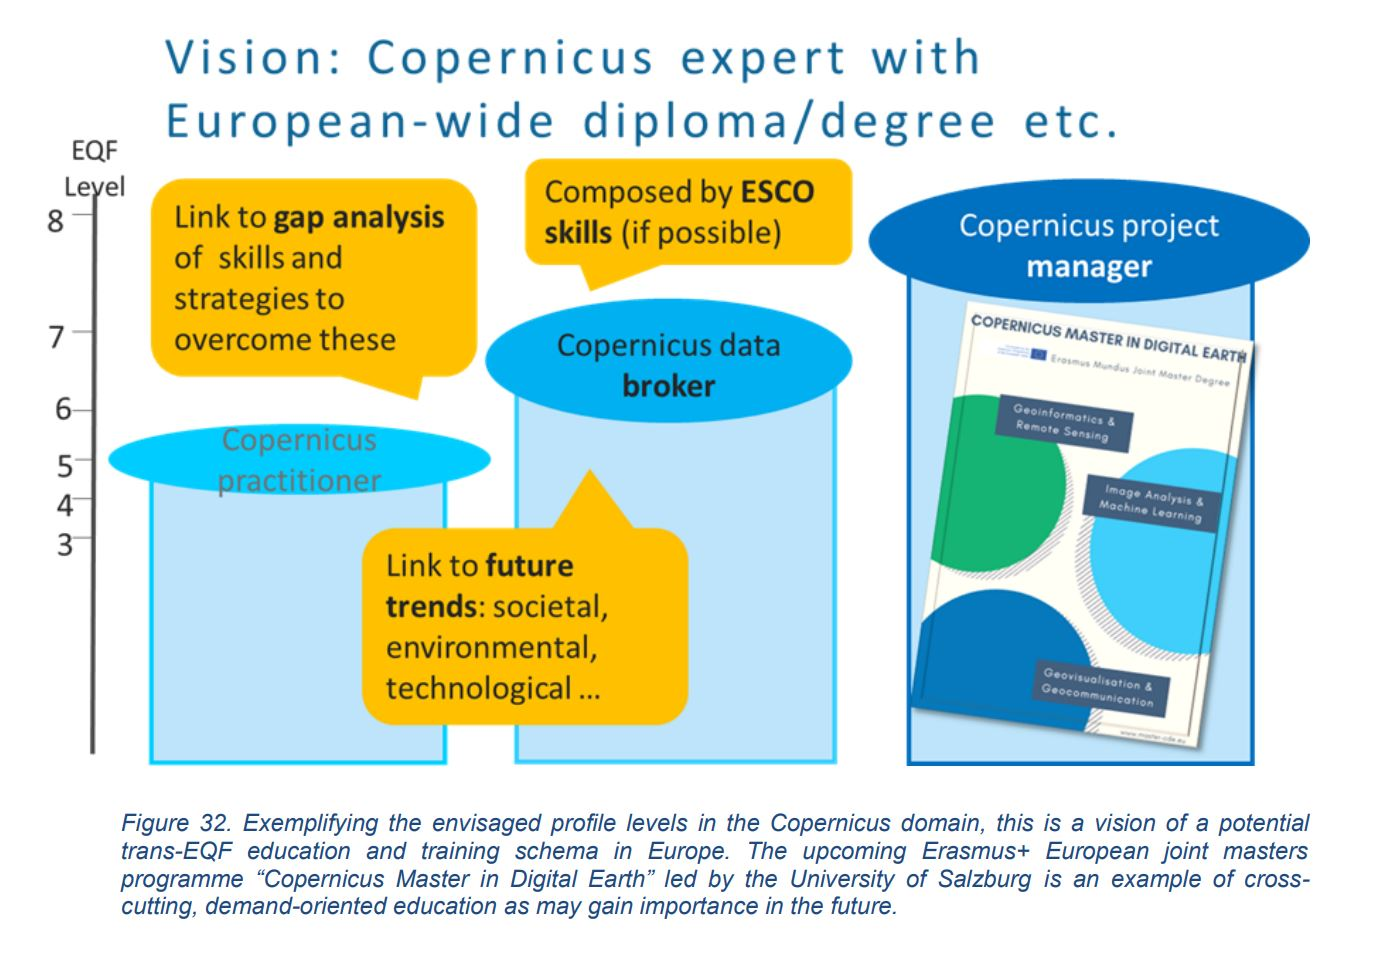 Vision: Copernicus expert with
European-wide diploma/degree etc.
EQF
Level
8
7
6
5
4
3
Link to gap analysis
of skills and
strategies to
overcome these
Composed by ESCO
skills (if possible)
Copernicus project
manager
Copernicus data
broker
Copernicus
practitioner
Link to future
trends: societal,
environmental,
technological ...
COPERNICUS MASTER IN DIGITAL EARTH
Erasmus Mundus Joint Master Degree
Geoinformatics &
Remote Sensing
Image Analysis &
Machine Learning
Geovisualisation &
Geocommunication
www.master-cde.eu
Figure 32. Exemplifying the envisaged profile levels in the Copernicus domain, this is a vision of a potential
trans-EQF education and training schema in Europe. The upcoming Erasmus+ European joint masters
programme “Copernicus Master in Digital Earth” led by the University of Salzburg is an example of cross-
cutting, demand-oriented education as may gain importance in the future.